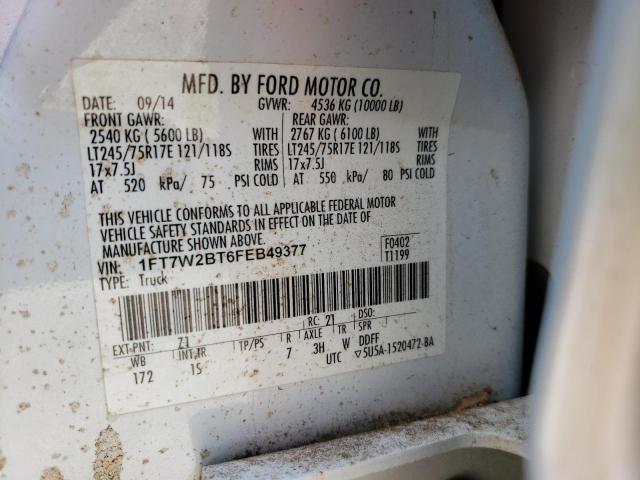 MFD. BY FORD MOTOR CO.
DATE: 09/14 GVWR: 4536 KG (10000 LB)
FRONT GAWR: REAR GAWR:
2540 KG ( 5600 LB) WITH 2767 KG ( 6100 LB) WITH
LT245/75R17E 121/118S TIRES LT245/75R17E 121/118S TIRES
17x7.5J RIMS 17x7.5J RIMS
AT 520 kPa/ 75 PSI COLD AT 550 kPa/ 80 PSI COLD
THIS VEHICLE CONFORMS TO ALL APPLICABLE FEDERAL MOTOR
VEHICLE SAFETY STANDARDS IN EFFECT ON THE DATE OF
MANUFACTURE SHOWN ABOVE.
VIN: 1FT7W2BT6FEB49377 F0402
TYPE: Truck T1199
EXT PNT: Z1 RC: 21 DSO:
WB INT TR TP/PS R AXLE TR SPR
172 1S 7 3H W DDFF
UTC ▽5U5A-1520472-BA